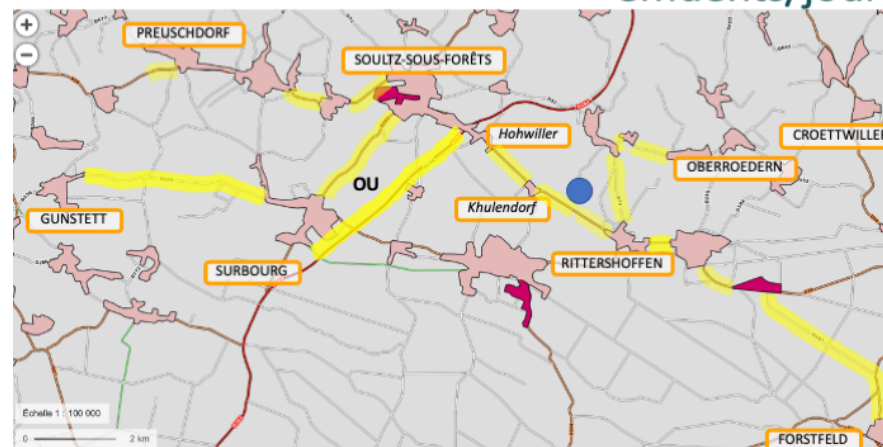 +
−
PREUSCHDORF
SOULTZ-SOUS-FORÊTS
Hohwiller
CROETTWILLER
OBERROEDERN
OU
GUNSTETT
Khulendorf
RITTERSHOFFEN
SURBOURG
Échelle 1 : 100 000
0 2 km
FORSTFELD